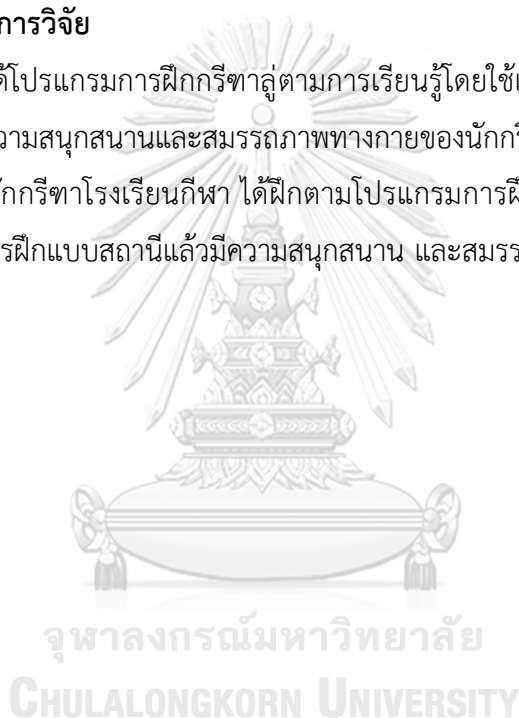 การวิจัย
ด้โปรแกรมการฝึกกรีฑาลู่ตามการเรียนรู้โดยใช้เ
วามสนุกสนานและสมรรถภาพทางกายของนักกรี
ักกรีฑาโรงเรียนกีฬา ได้ฝึกตามโปรแกรมการฝึ
รฝึกแบบสถานีแล้วมีความสนุกสนาน และสมรร
จุฬาลงกรณ์มหาวิทยาลัย
CHULALONGKORN UNIVERSITY